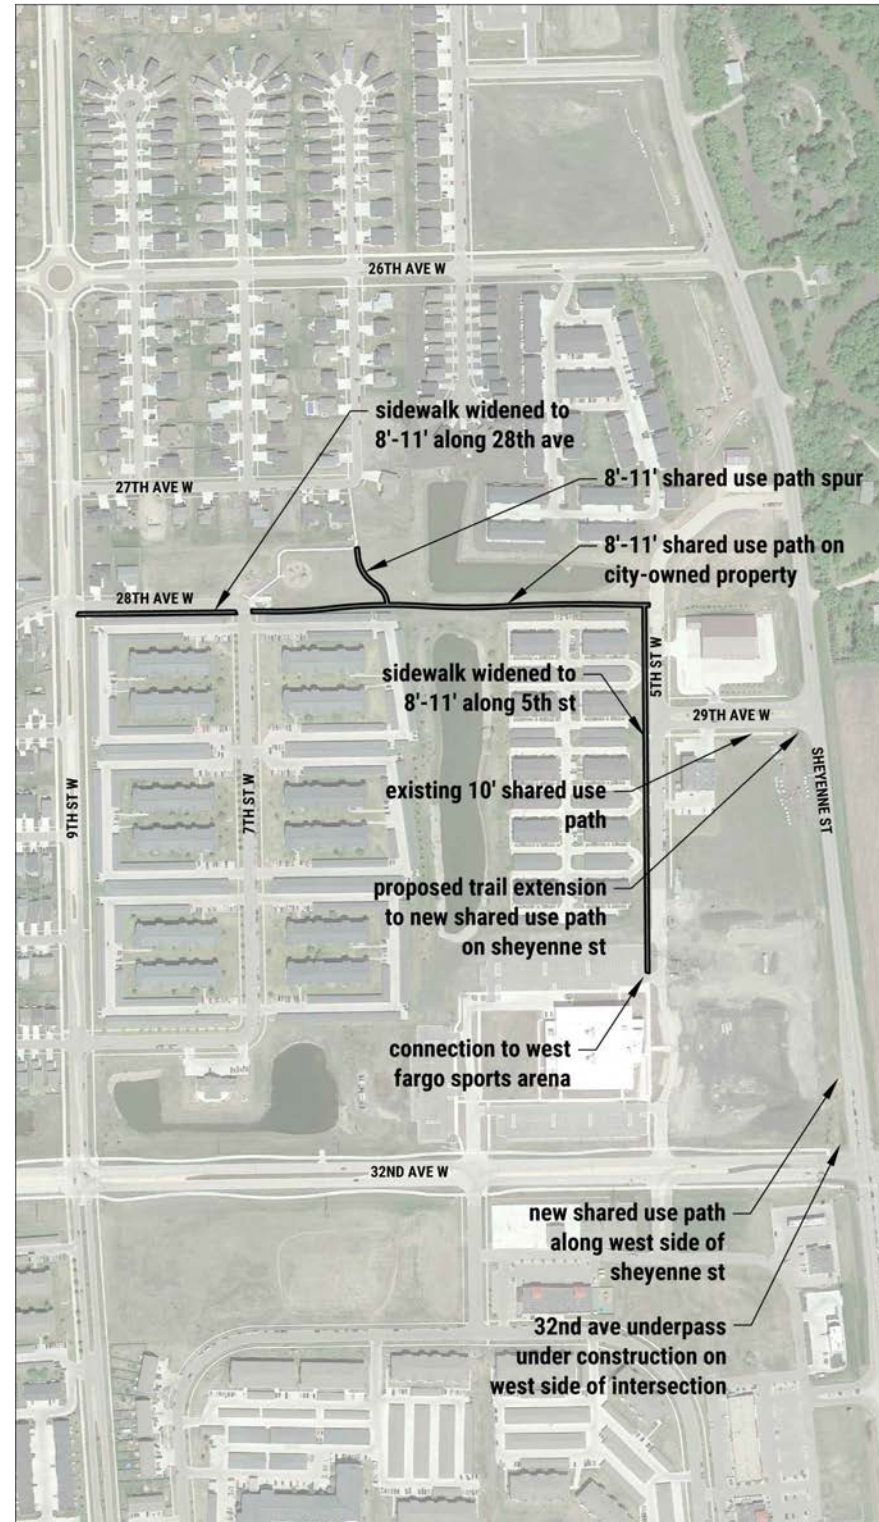 26TH AVE W
sidewalk widened to
8'-11' along 28th ave
27TH AVE W
8'-11' shared use path spur
8'-11' shared use path on
city-owned property
28TH AVE W
5TH ST W
sidewalk widened to
8'-11' along 5th st
29TH AVE W
9TH ST W
7TH ST W
SHEYENNE ST
existing 10' shared use
path
proposed trail extension
to new shared use path
on sheyenne st
connection to west
fargo sports arena
32ND AVE W
new shared use path
along west side of
sheyenne st
32nd ave underpass
under construction on
west side of intersection